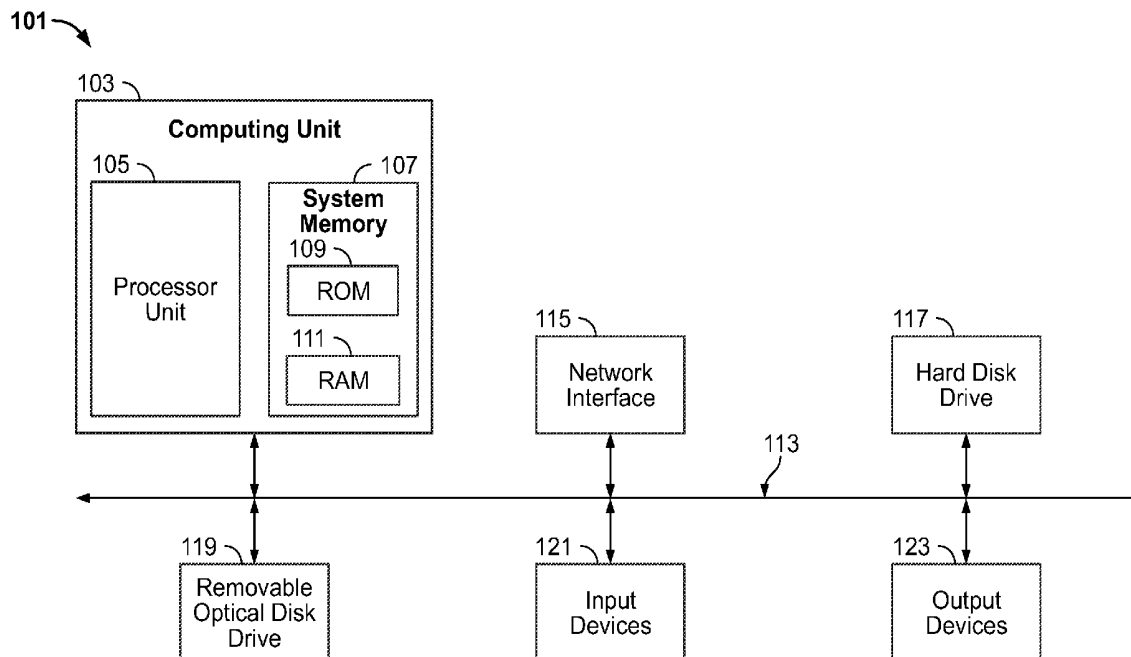 101
103
Computing Unit
105
107
Processor
Unit
System
Memory
109
ROM
111
RAM
115
Network
Interface
117
Hard Disk
Drive
113
119
Removable
Optical Disk
Drive
121
Input
Devices
123
Output
Devices